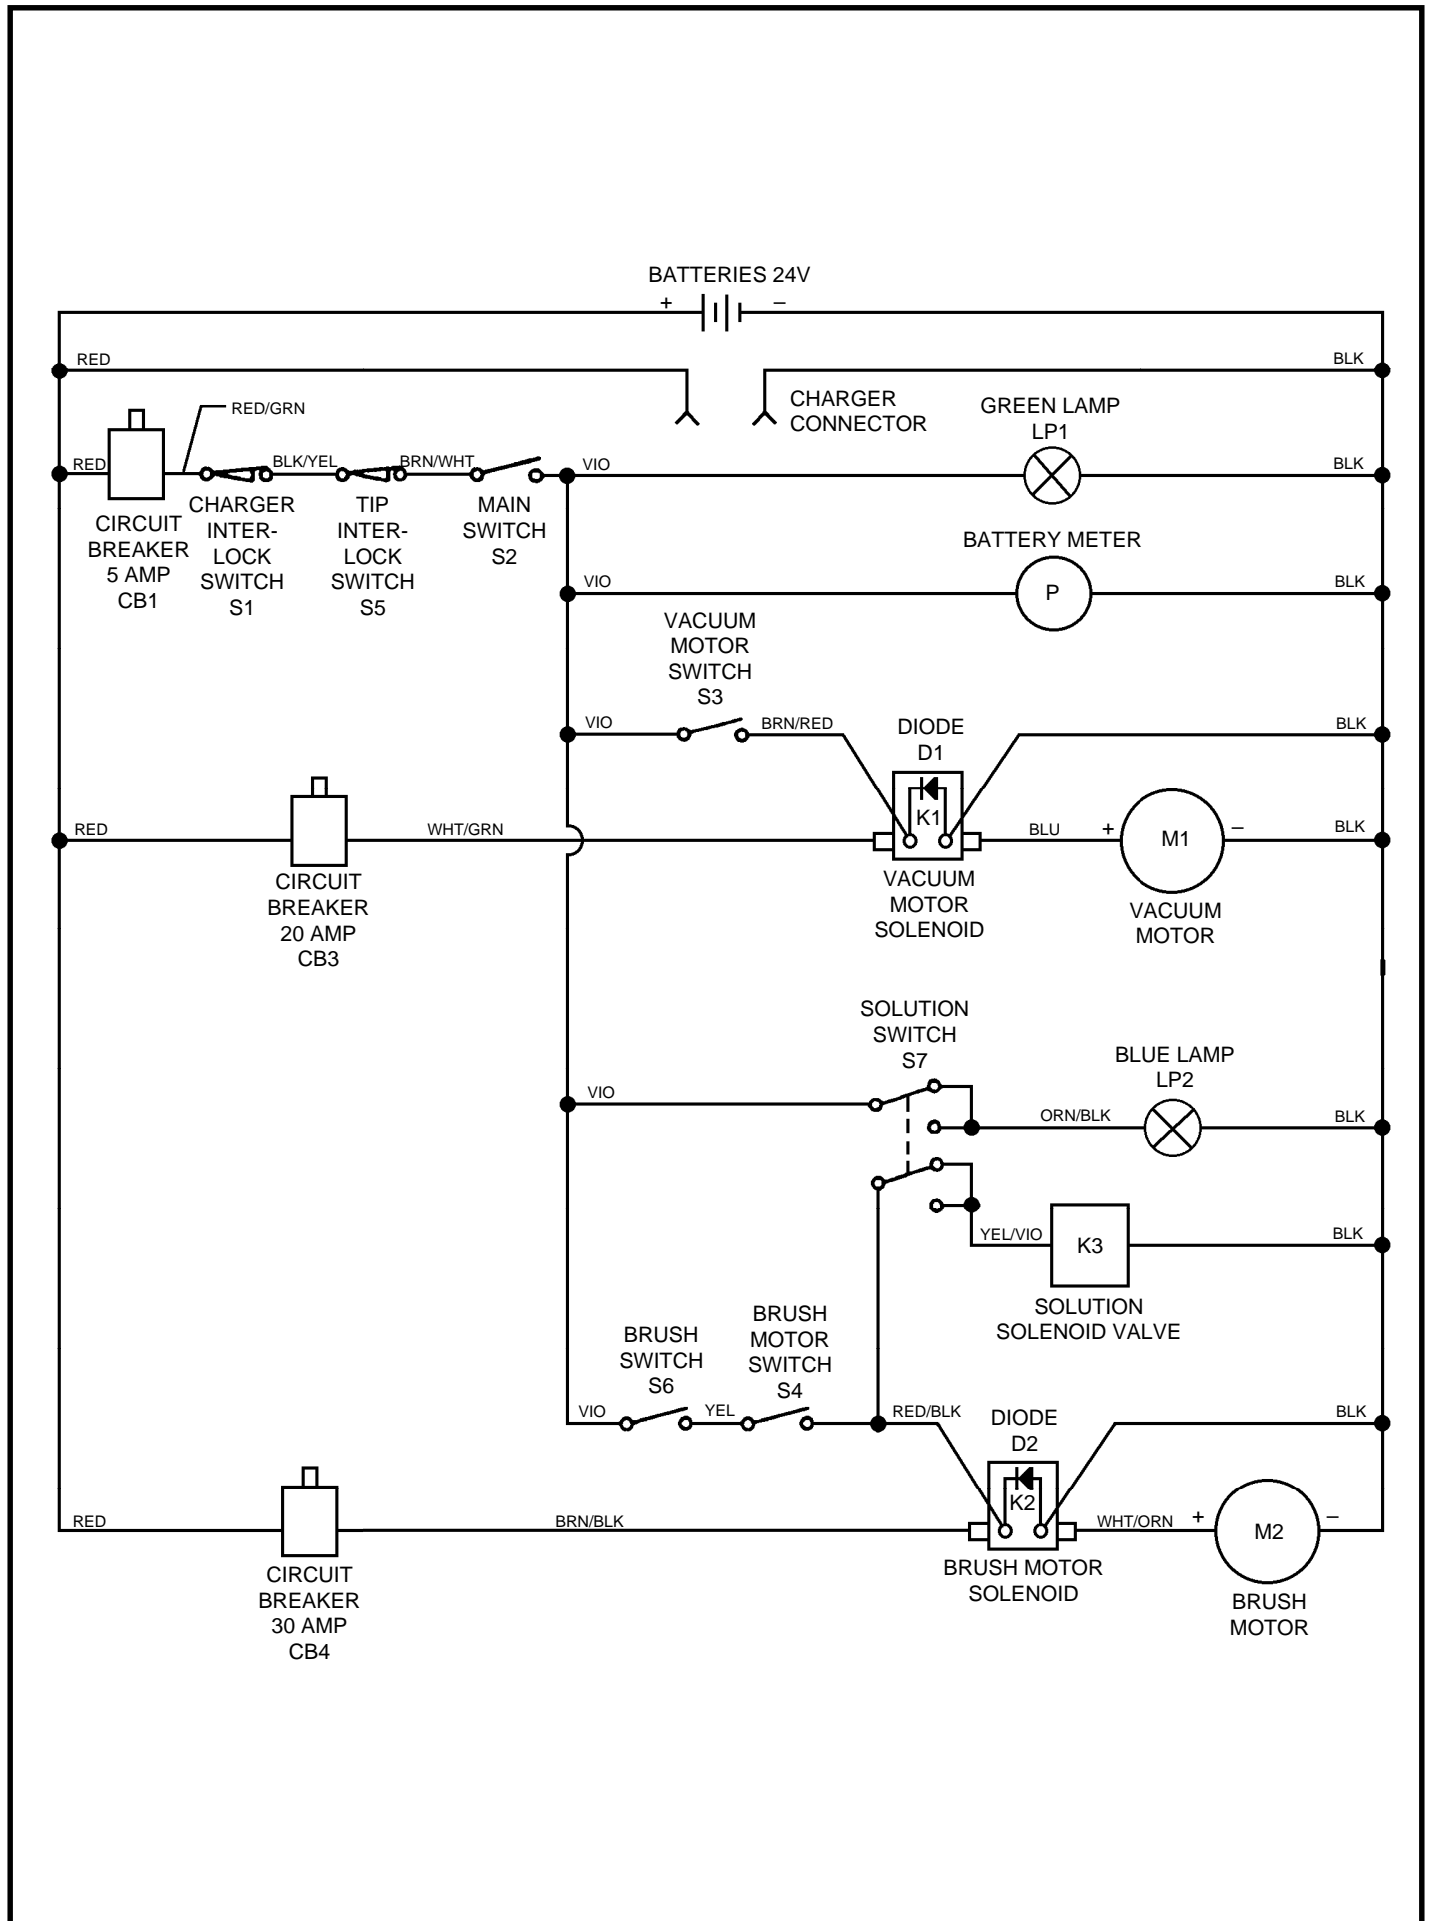 BATTERIES 24V
+ –
RED
BLK
CHARGER
CONNECTOR
RED/GRN
GREEN LAMP
LP1
RED
BLK/YEL
BRN/WHT
VIO
BLK
CIRCUIT
BREAKER
5 AMP
CB1
CHARGER
INTER-
LOCK
SWITCH
S1
TIP
INTER-
LOCK
SWITCH
S5
MAIN
SWITCH
S2
BATTERY METER
VIO
P
BLK
VACUUM
MOTOR
SWITCH
S3
VIO
BRN/RED
DIODE
D1
BLK
K1
RED
WHT/GRN
BLU
+
M1
–
BLK
CIRCUIT
BREAKER
20 AMP
CB3
VACUUM
MOTOR
SOLENOID
VACUUM
MOTOR
SOLUTION
SWITCH
S7
BLUE LAMP
LP2
VIO
ORN/BLK
BLK
YEL/VIO
K3
BLK
SOLUTION
SOLENOID VALVE
BRUSH
SWITCH
S6
BRUSH
MOTOR
SWITCH
S4
VIO
YEL
RED/BLK
DIODE
D2
BLK
K2
RED
BRN/BLK
WHT/ORN
+
M2
–
CIRCUIT
BREAKER
30 AMP
CB4
BRUSH MOTOR
SOLENOID
BRUSH
MOTOR